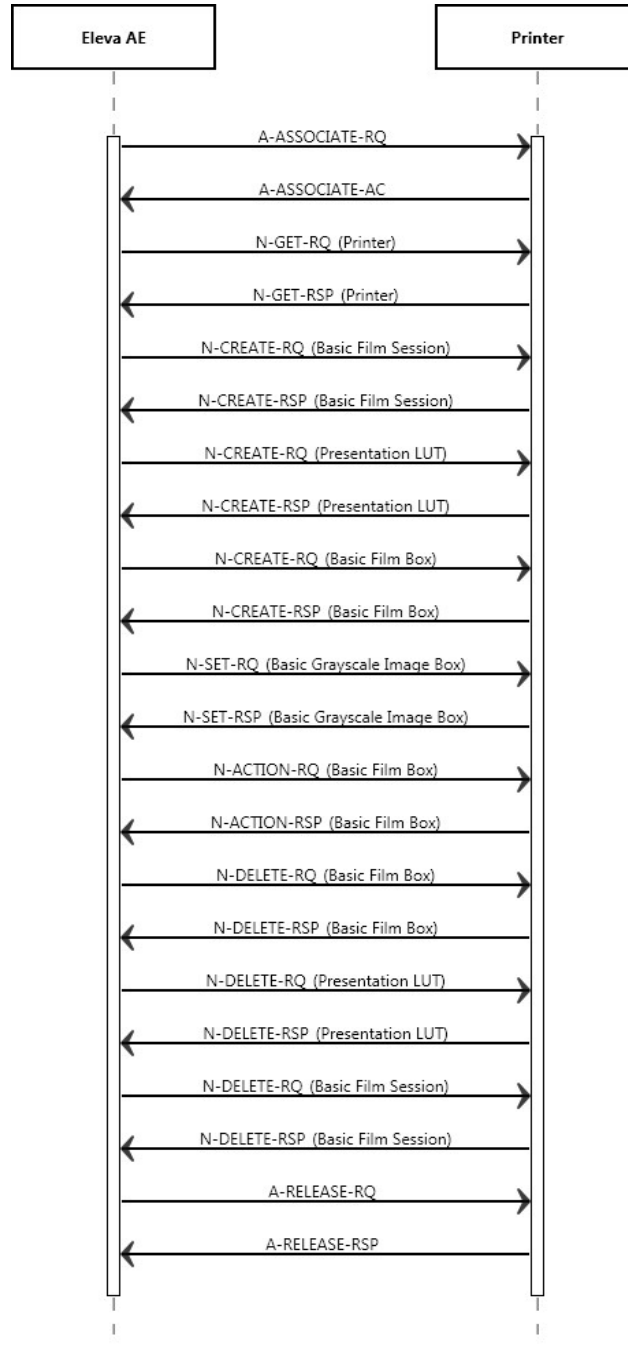 Eleva AE
Printer
A-ASSOCIATE-RQ
A-ASSOCIATE-AC
N-GET-RQ (Printer)
N-GET-RSP (Printer)
N-CREATE-RQ (Basic Film Session)
N-CREATE-RSP (Basic Film Session)
N-CREATE-RQ (Presentation LUT)
N-CREATE-RSP (Presentation LUT)
N-CREATE-RQ (Basic Film Box)
N-CREATE-RSP (Basic Film Box)
N-SET-RQ (Basic Grayscale Image Box)
N-SET-RSP (Basic Grayscale Image Box)
N-ACTION-RQ (Basic Film Box)
N-ACTION-RSP (Basic Film Box)
N-DELETE-RQ (Basic Film Box)
N-DELETE-RSP (Basic Film Box)
N-DELETE-RQ (Presentation LUT)
N-DELETE-RSP (Presentation LUT)
N-DELETE-RQ (Basic Film Session)
N-DELETE-RSP (Basic Film Session)
A-RELEASE-RQ
A-RELEASE-RSP